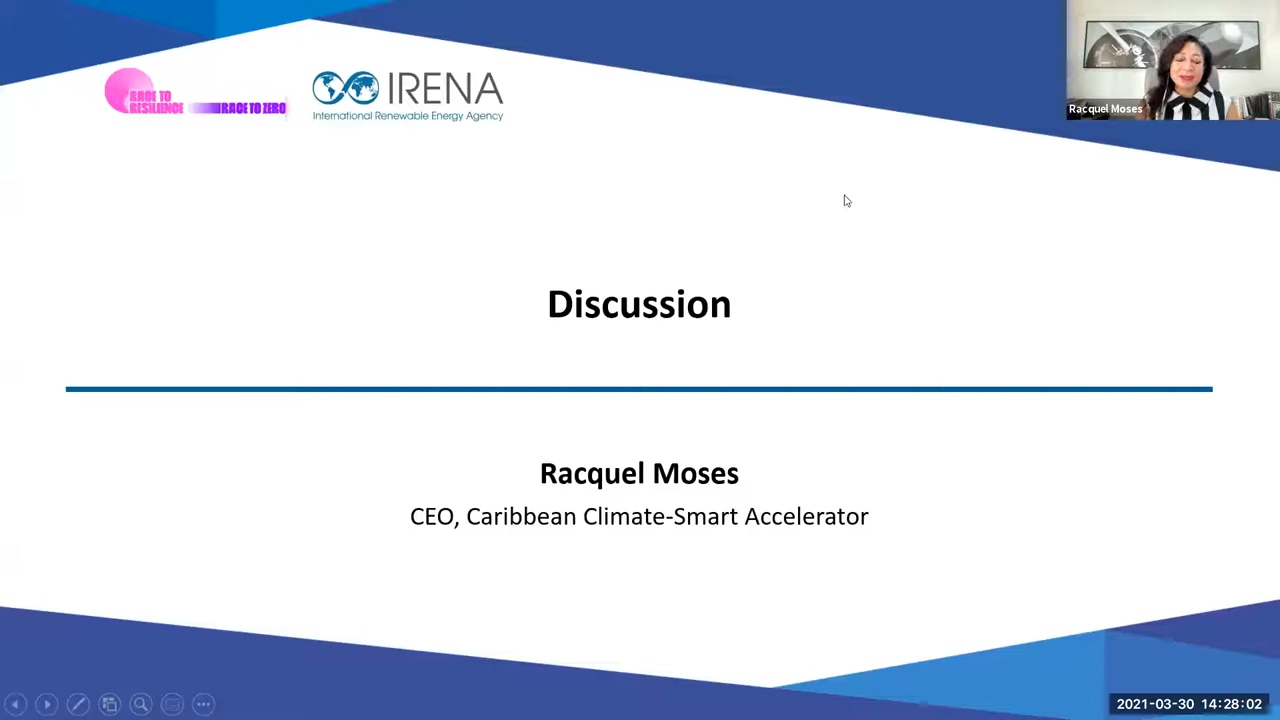 RACE TO
RESILIENCE
RACE TO ZERO
IRENA
International Renewable Energy Agency
Racquel Moses
Discussion
Racquel Moses
CEO, Caribbean Climate-Smart Accelerator
2021-03-30 14:28:02